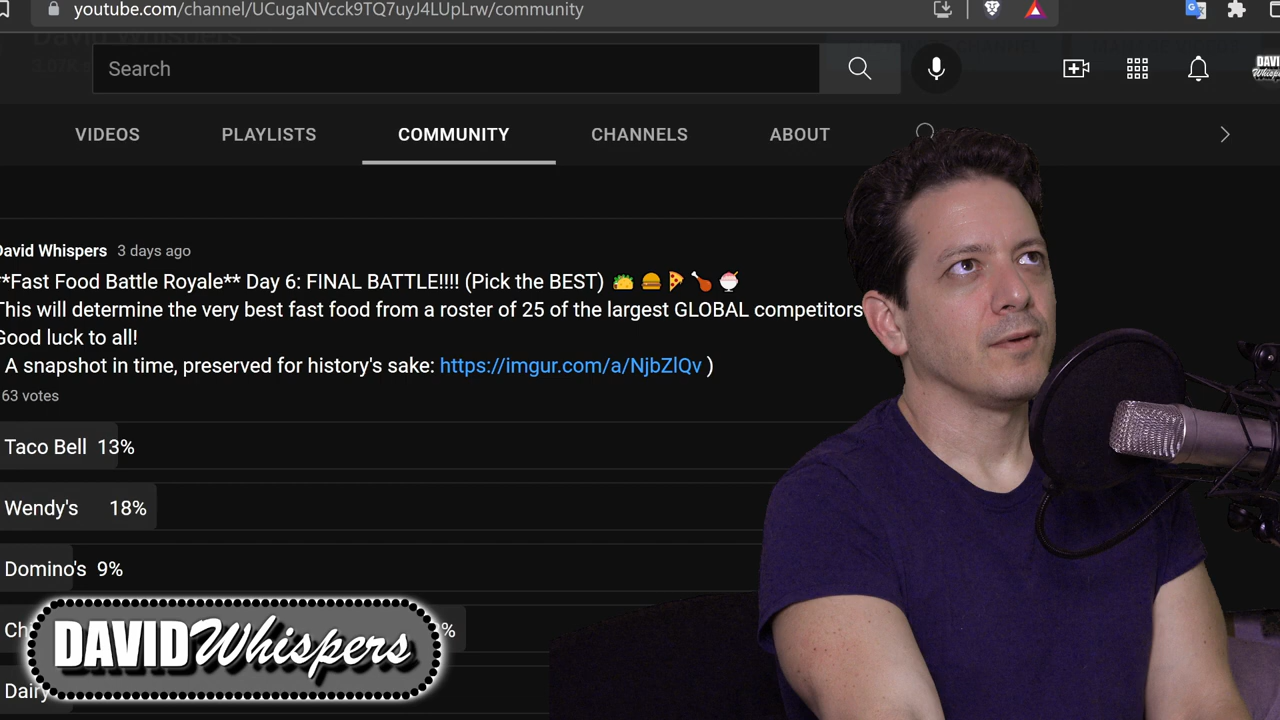 youtube.com/channel/UCugaNVcck9TQ7uyJ4LUpLrw/community
Search
VIDEOS PLAYLISTS COMMUNITY CHANNELS ABOUT
David Whispers 3 days ago
**Fast Food Battle Royale** Day 6: FINAL BATTLE!!!! (Pick the BEST) 🌮 🍔 🍕 🍗 🍨
This will determine the very best fast food from a roster of 25 of the largest GLOBAL competitors
Good luck to all!
A snapshot in time, preserved for history's sake: https://imgur.com/a/NjbZlQv )
63 votes
Taco Bell 13%
Wendy's 18%
Domino's 9%
Ch %
Dairy
DAVID Whispers